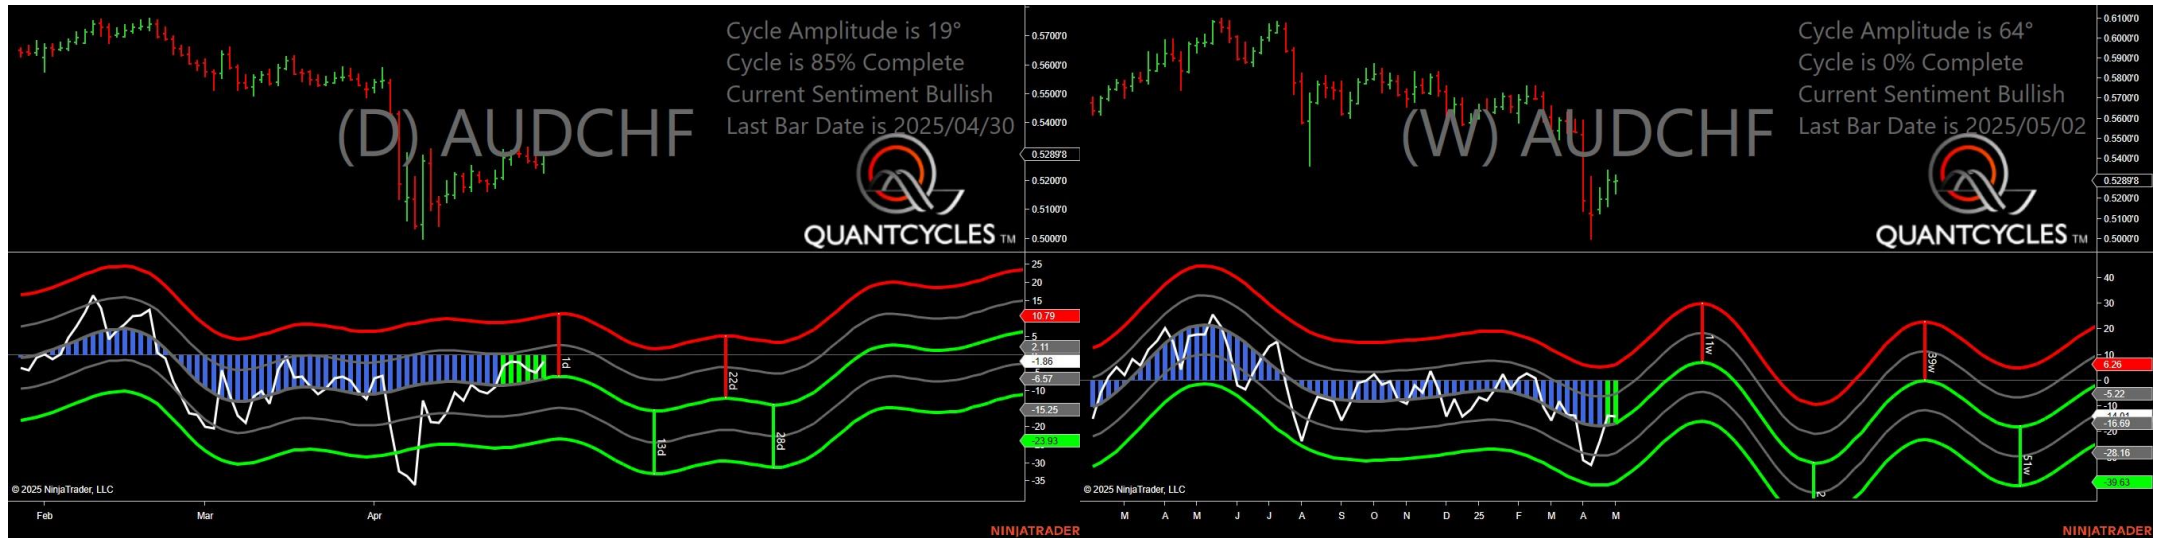 Cycle Amplitude is 19°
Cycle is 85% Complete
Current Sentiment Bullish
Last Bar Date is 2025/04/30
(D) AUDCHF
QUANTCYCLES TM
0.5700'0
0.5600'0
0.5500'0
0.5400'0
0.5289'8
0.5200'0
0.5100'0
0.5000'0
25
20
15
10.79
5
2.11
-1.86
-6.57
-10
-15.25
-20
-23.93
-30
-35
1d
13d
22d
28d
© 2025 NinjaTrader, LLC
Feb Mar Apr
NINJATRADER
Cycle Amplitude is 64°
Cycle is 0% Complete
Current Sentiment Bullish
Last Bar Date is 2025/05/02
(W) AUDCHF
QUANTCYCLES TM
0.6100'0
0.6000'0
0.5900'0
0.5800'0
0.5700'0
0.5600'0
0.5500'0
0.5400'0
0.5289'8
0.5200'0
0.5100'0
0.5000'0
40
30
20
10
6.26
0
-5.22
-10
-14.01
-16.69
-20
-28.16
-39.63
11w
39w
51w
© 2025 NinjaTrader, LLC
M A M J J A S O N D 25 F M A M
NINJATRADER